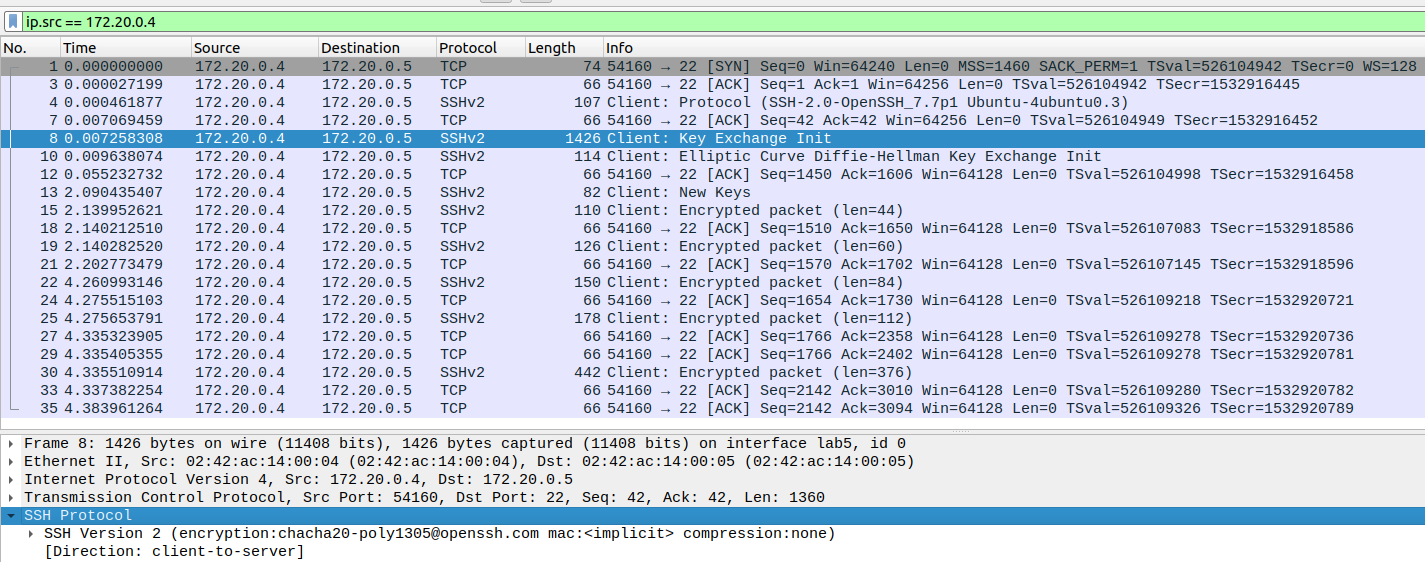 ip.src == 172.20.0.4
No. Time Source Destination Protocol Length Info
1 0.000000000 172.20.0.4 172.20.0.5 TCP 74 54160 → 22 [SYN] Seq=0 Win=64240 Len=0 MSS=1460 SACK_PERM=1 TSval=526104942 TSecr=0 WS=128
3 0.000027199 172.20.0.4 172.20.0.5 TCP 66 54160 → 22 [ACK] Seq=1 Ack=1 Win=64256 Len=0 TSval=526104942 TSecr=1532916445
4 0.000461877 172.20.0.4 172.20.0.5 SSHv2 107 Client: Protocol (SSH-2.0-OpenSSH_7.7p1 Ubuntu-4ubuntu0.3)
7 0.007069459 172.20.0.4 172.20.0.5 TCP 66 54160 → 22 [ACK] Seq=42 Ack=42 Win=64256 Len=0 TSval=526104949 TSecr=1532916452
8 0.007258308 172.20.0.4 172.20.0.5 SSHv2 1426 Client: Key Exchange Init
10 0.009638074 172.20.0.4 172.20.0.5 SSHv2 114 Client: Elliptic Curve Diffie-Hellman Key Exchange Init
12 0.055232732 172.20.0.4 172.20.0.5 TCP 66 54160 → 22 [ACK] Seq=1450 Ack=1606 Win=64128 Len=0 TSval=526104998 TSecr=1532916458
13 2.090435407 172.20.0.4 172.20.0.5 SSHv2 82 Client: New Keys
15 2.139952621 172.20.0.4 172.20.0.5 SSHv2 110 Client: Encrypted packet (len=44)
18 2.140212510 172.20.0.4 172.20.0.5 TCP 66 54160 → 22 [ACK] Seq=1510 Ack=1650 Win=64128 Len=0 TSval=526107083 TSecr=1532918586
19 2.140282520 172.20.0.4 172.20.0.5 SSHv2 126 Client: Encrypted packet (len=60)
21 2.202773479 172.20.0.4 172.20.0.5 TCP 66 54160 → 22 [ACK] Seq=1570 Ack=1702 Win=64128 Len=0 TSval=526107145 TSecr=1532918596
22 4.260993146 172.20.0.4 172.20.0.5 SSHv2 150 Client: Encrypted packet (len=84)
24 4.275515103 172.20.0.4 172.20.0.5 TCP 66 54160 → 22 [ACK] Seq=1654 Ack=1730 Win=64128 Len=0 TSval=526109218 TSecr=1532920721
25 4.275653791 172.20.0.4 172.20.0.5 SSHv2 178 Client: Encrypted packet (len=112)
27 4.335323905 172.20.0.4 172.20.0.5 TCP 66 54160 → 22 [ACK] Seq=1766 Ack=2358 Win=64128 Len=0 TSval=526109278 TSecr=1532920736
29 4.335405355 172.20.0.4 172.20.0.5 TCP 66 54160 → 22 [ACK] Seq=1766 Ack=2402 Win=64128 Len=0 TSval=526109278 TSecr=1532920781
30 4.335510914 172.20.0.4 172.20.0.5 SSHv2 442 Client: Encrypted packet (len=376)
33 4.337382254 172.20.0.4 172.20.0.5 TCP 66 54160 → 22 [ACK] Seq=2142 Ack=3010 Win=64128 Len=0 TSval=526109280 TSecr=1532920782
35 4.383961264 172.20.0.4 172.20.0.5 TCP 66 54160 → 22 [ACK] Seq=2142 Ack=3094 Win=64128 Len=0 TSval=526109326 TSecr=1532920789
Frame 8: 1426 bytes on wire (11408 bits), 1426 bytes captured (11408 bits) on interface lab5, id 0
Ethernet II, Src: 02:42:ac:14:00:04 (02:42:ac:14:00:04), Dst: 02:42:ac:14:00:05 (02:42:ac:14:00:05)
Internet Protocol Version 4, Src: 172.20.0.4, Dst: 172.20.0.5
Transmission Control Protocol, Src Port: 54160, Dst Port: 22, Seq: 42, Ack: 42, Len: 1360
SSH Protocol
SSH Version 2 (encryption:chacha20-poly1305@openssh.com mac:<implicit> compression:none)
[Direction: client-to-server]